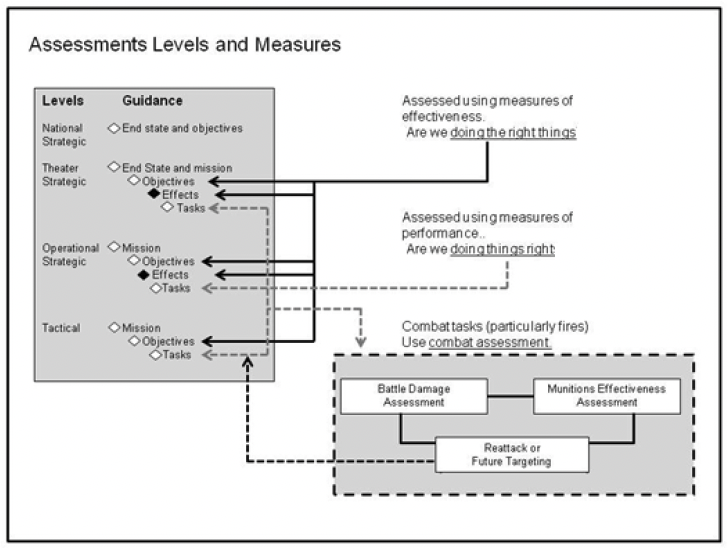 Assessments Levels and Measures
Levels Guidance
National Strategic End state and objectives
Theater Strategic End State and mission
Objectives
Effects
Tasks
Operational Strategic Mission
Objectives
Effects
Tasks
Tactical Mission
Objectives
Tasks
Assessed using measures of
effectiveness.
Are we doing the right things
Assessed using measures of
performance..
Are we doing things right
Combat tasks (particularly fires)
Use combat assessment.
Battle Damage
Assessment
Munitions Effectiveness
Assessment
Reattack or
Future Targeting